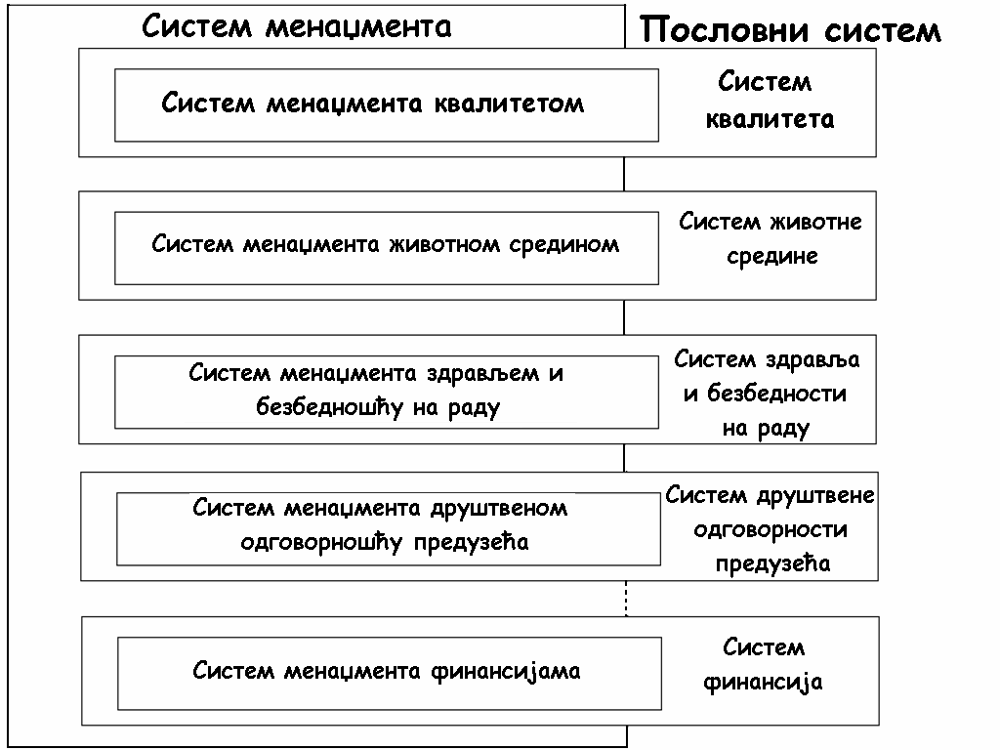 Систем менаџмента
Пословни систем
Систем менаџмента квалитетом
Систем
квалитета
Систем менаџмента животном средином
Систем животне
средине
Систем менаџмента здрављем и
безбедношћу на раду
Систем здравља
и безбедности
на раду
Систем менаџмента друштвеном
одговорношћу предузећа
Систем друштвене
одговорности
предузећа
Систем менаџмента финансијама
Систем
финансија